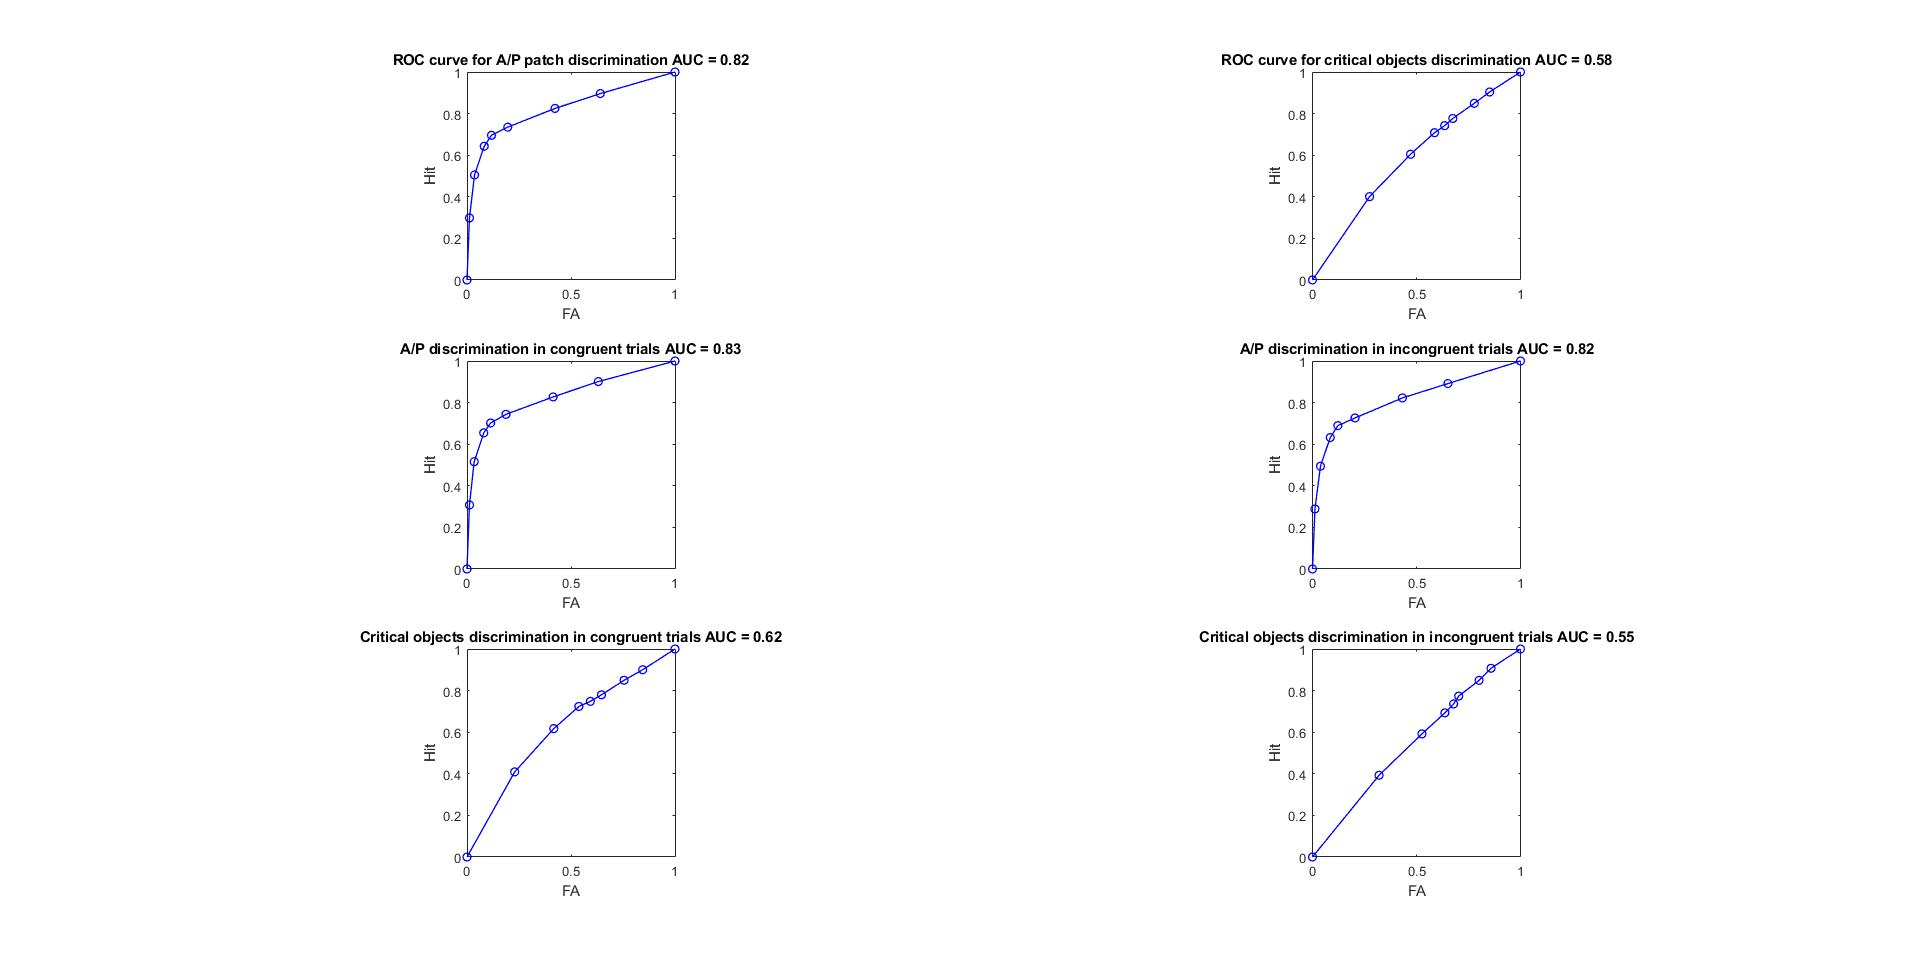 ROC curve for A/P patch discrimination AUC = 0.82
1
0.8
0.6
0.4
0.2
0
Hit
0 0.5 1
FA
ROC curve for critical objects discrimination AUC = 0.58
1
0.8
0.6
0.4
0.2
0
Hit
0 0.5 1
FA
A/P discrimination in congruent trials AUC = 0.83
1
0.8
0.6
0.4
0.2
0
Hit
0 0.5 1
FA
A/P discrimination in incongruent trials AUC = 0.82
1
0.8
0.6
0.4
0.2
0
Hit
0 0.5 1
FA
Critical objects discrimination in congruent trials AUC = 0.62
1
0.8
0.6
0.4
0.2
0
Hit
0 0.5 1
FA
Critical objects discrimination in incongruent trials AUC = 0.55
1
0.8
0.6
0.4
0.2
0
Hit
0 0.5 1
FA